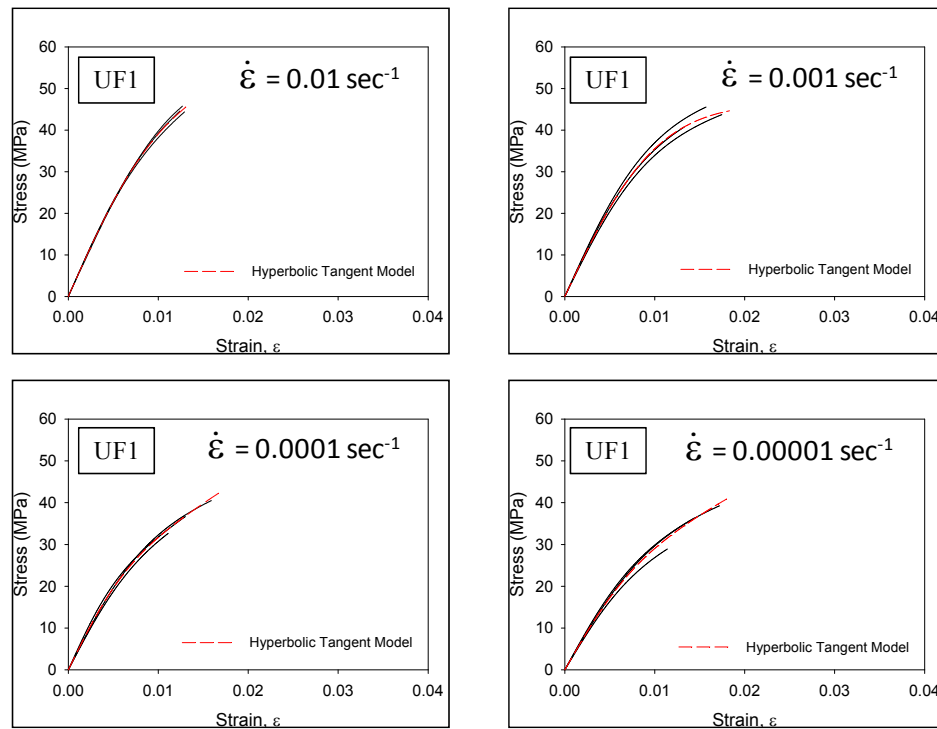 UF1
ε̇ = 0.01 sec⁻¹
60
50
40
30
20
10
0
Stress (MPa)
Hyperbolic Tangent Model
0.00 0.01 0.02 0.03 0.04
Strain, ε
UF1
ε̇ = 0.001 sec⁻¹
60
50
40
30
20
10
0
Stress (MPa)
Hyperbolic Tangent Model
0.00 0.01 0.02 0.03 0.04
Strain, ε
UF1
ε̇ = 0.0001 sec⁻¹
60
50
40
30
20
10
0
Stress (MPa)
Hyperbolic Tangent Model
0.00 0.01 0.02 0.03 0.04
Strain, ε
UF1
ε̇ = 0.00001 sec⁻¹
60
50
40
30
20
10
0
Stress (MPa)
Hyperbolic Tangent Model
0.00 0.01 0.02 0.03 0.04
Strain, ε